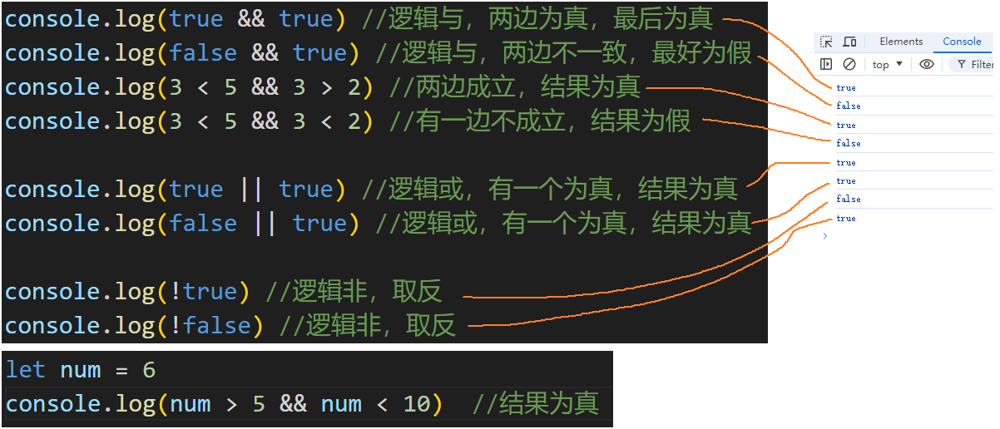 console.log(true && true) //逻辑与，两边为真，最后为真
console.log(false && true) //逻辑与，两边不一致，最好为假
console.log(3 < 5 && 3 > 2) //两边成立，结果为真
console.log(3 < 5 && 3 < 2) //有一边不成立，结果为假
console.log(true || true) //逻辑或，有一个为真，结果为真
console.log(false || true) //逻辑或，有一个为真，结果为真
console.log(!true) //逻辑非，取反
console.log(!false) //逻辑非，取反
let num = 6
console.log(num > 5 && num < 10)  //结果为真
Elements Console
top Filter
true
false
true
false
true
true
false
true